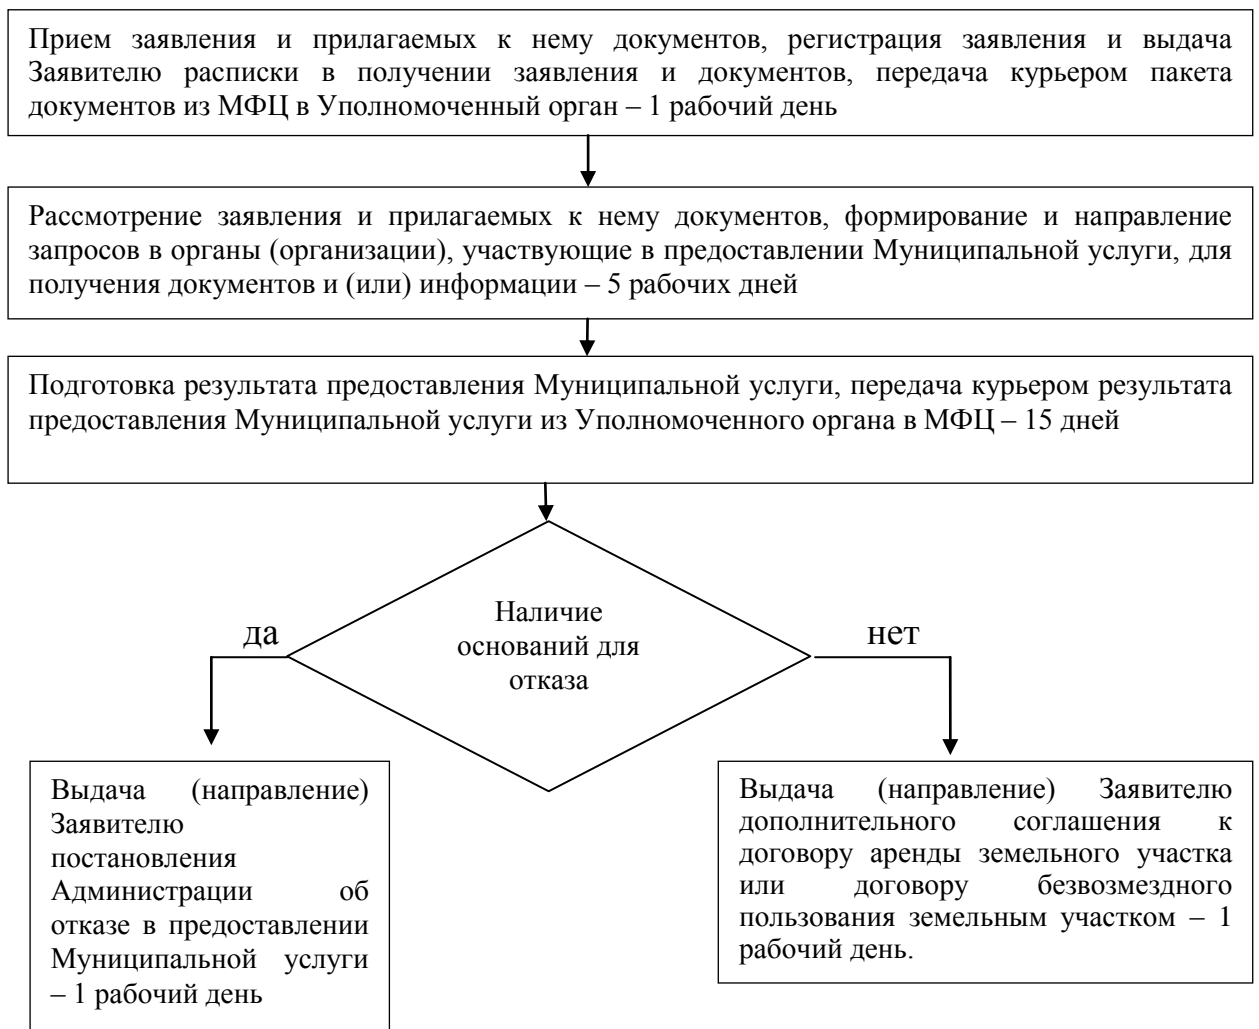 Прием заявления и прилагаемых к нему документов, регистрация заявления и выдача
Заявителю расписки в получении заявления и документов, передача курьером пакета
документов из МФЦ в Уполномоченный орган – 1 рабочий день
Рассмотрение заявления и прилагаемых к нему документов, формирование и направление
запросов в органы (организации), участвующие в предоставлении Муниципальной услуги, для
получения документов и (или) информации – 5 рабочих дней
Подготовка результата предоставления Муниципальной услуги, передача курьером результата
предоставления Муниципальной услуги из Уполномоченного органа в МФЦ – 15 дней
Наличие
оснований для
отказа
да
нет
Выдача (направление)
Заявителю
постановления
Администрации об
отказе в предоставлении
Муниципальной услуги
– 1 рабочий день
Выдача (направление) Заявителю
дополнительного соглашения к
договору аренды земельного участка
или договору безвозмездного
пользования земельным участком – 1
рабочий день.